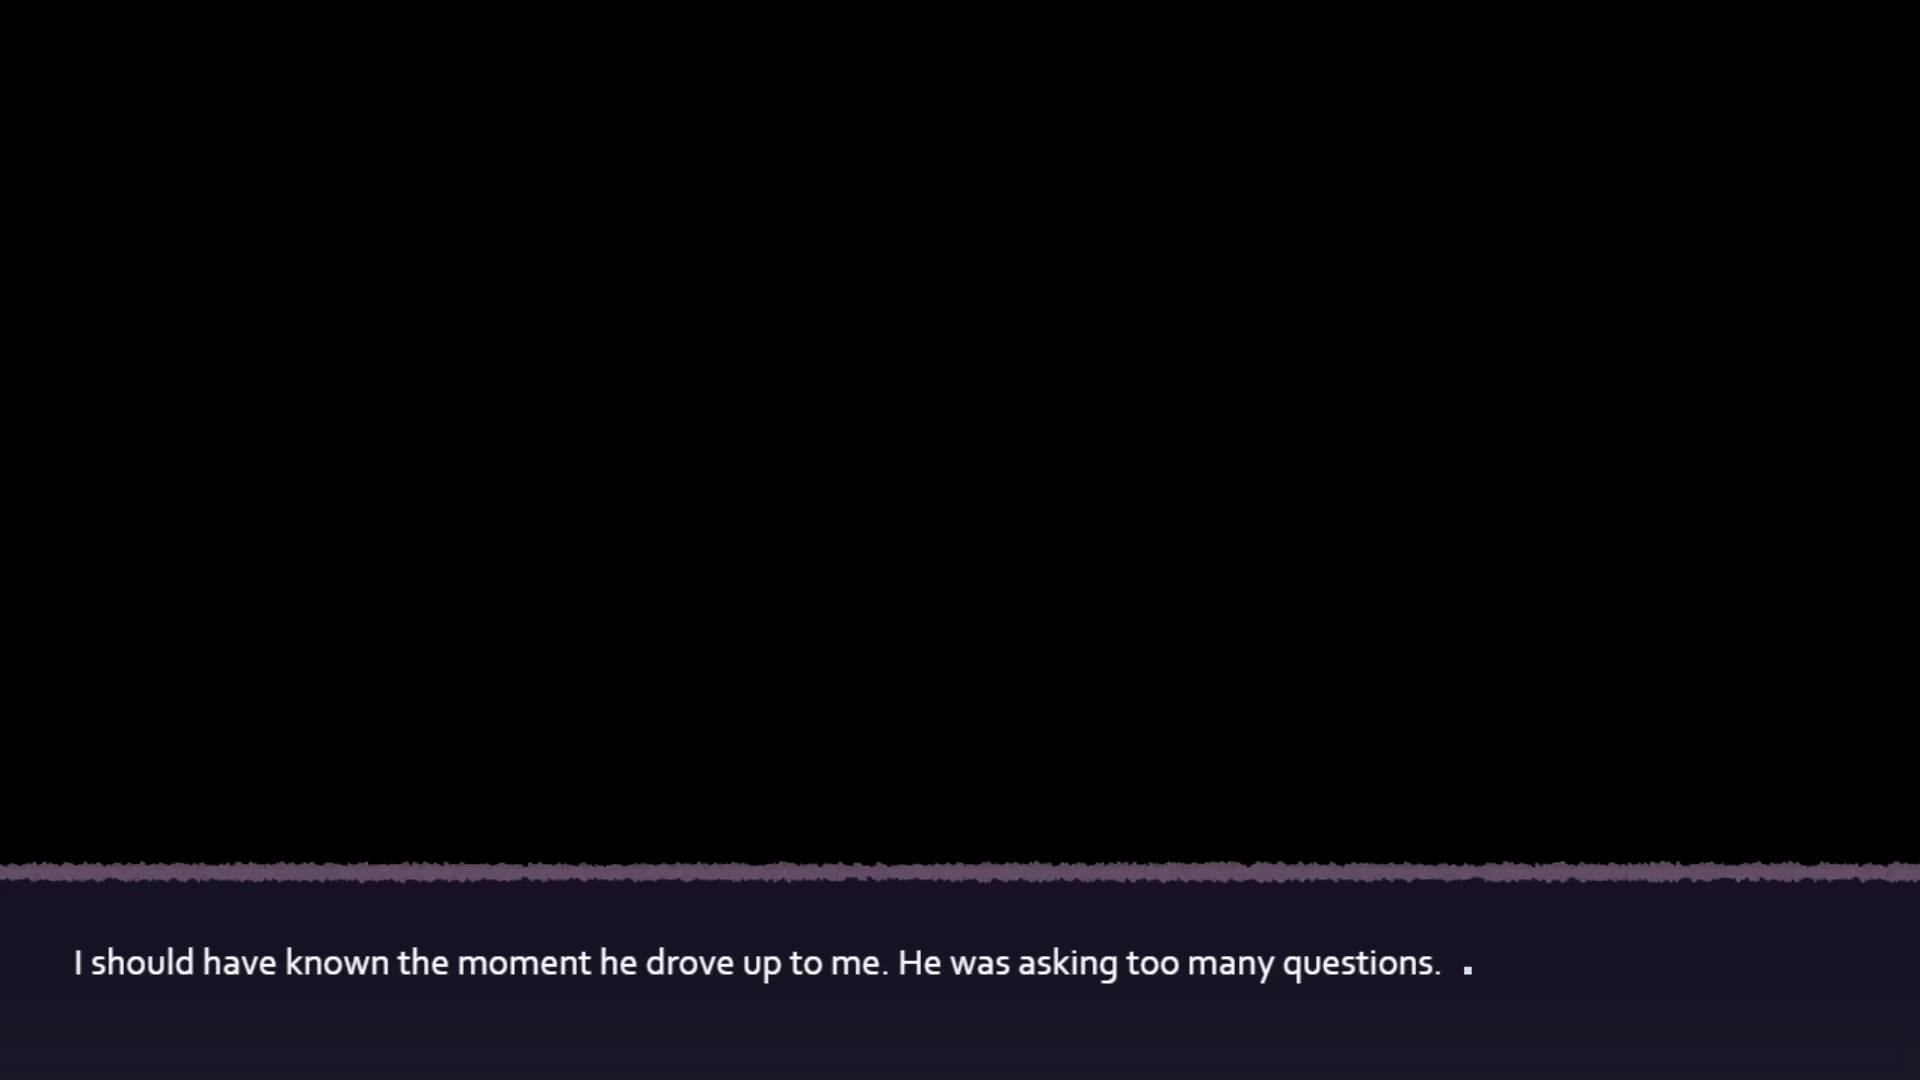 I should have known the moment he drove up to me. He was asking too many questions.